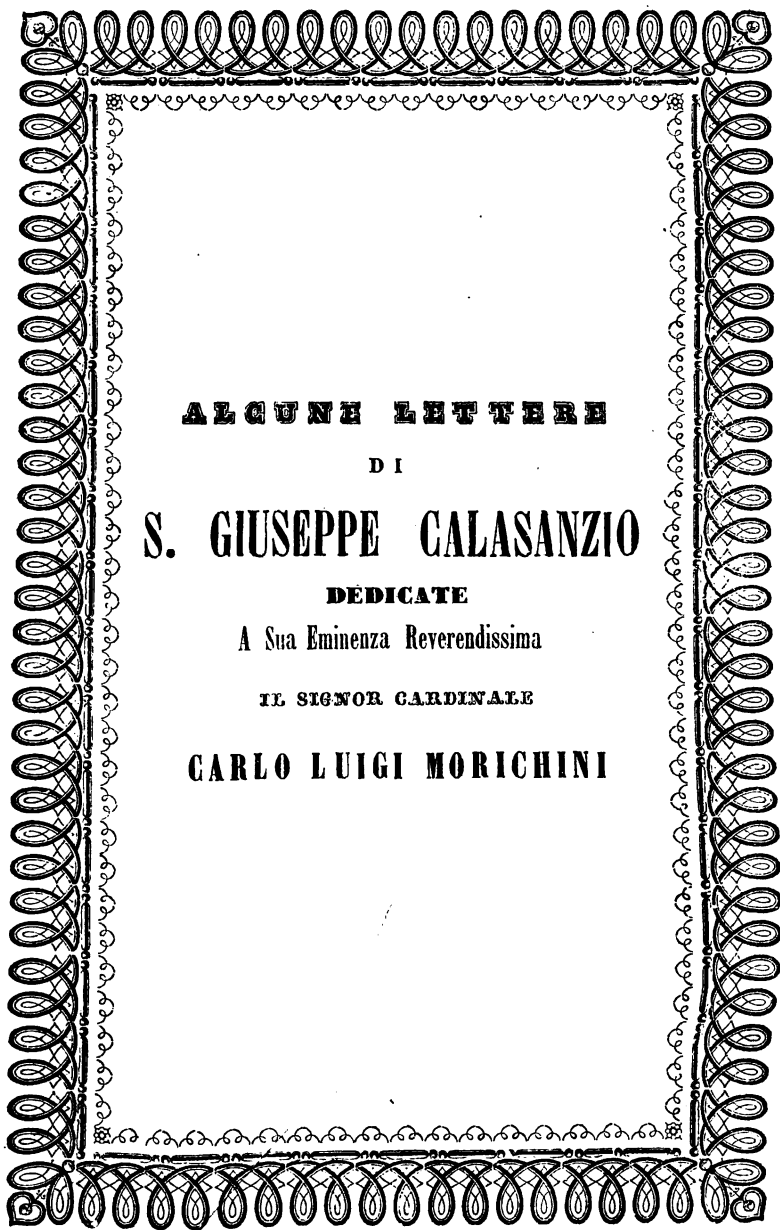 ALCUNE LETTERE
DI
S. GIUSEPPE CALASANZIO
DEDICATE
A Sua Eminenza Reverendissima
IL SIGNOR CARDINALE
CARLO LUIGI MORICHINI